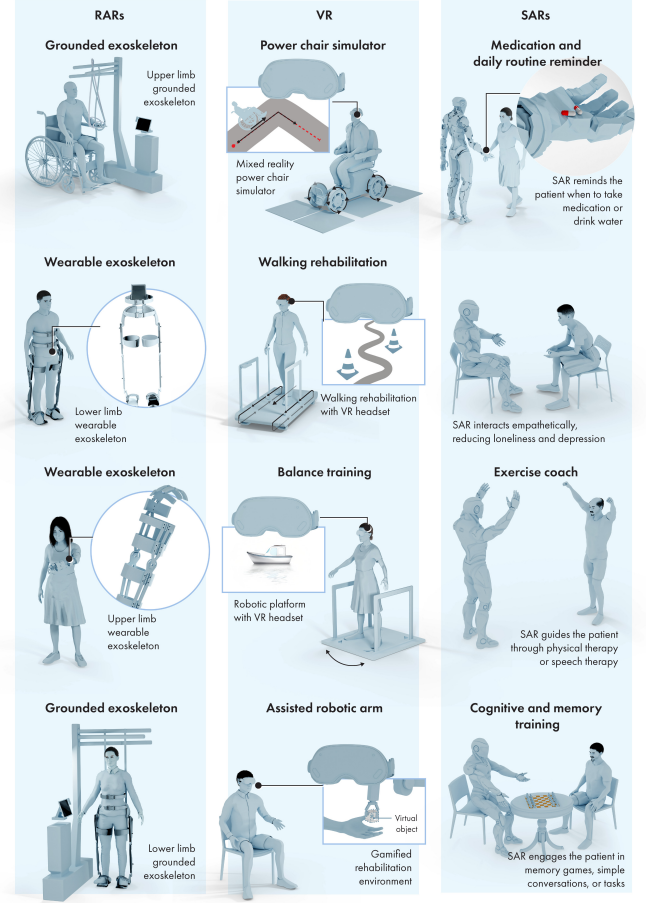 RARs
Grounded exoskeleton
Upper limb
grounded
exoskeleton
Wearable exoskeleton
Lower limb
wearable
exoskeleton
Wearable exoskeleton
Upper limb
wearable
exoskeleton
Grounded exoskeleton
Lower limb
grounded
exoskeleton
VR
Power chair simulator
Mixed reality
power chair
simulator
Walking rehabilitation
Walking rehabilitation
with VR headset
Balance training
Robotic platform
with VR headset
Assisted robotic arm
Virtual
object
Gamified
rehabilitation
environment
SARs
Medication and
daily routine reminder
SAR reminds the
patient when to take
medication or
drink water
SAR interacts empathetically,
reducing loneliness and depression
Exercise coach
SAR guides the patient
through physical therapy
or speech therapy
Cognitive and memory
training
SAR engages the patient in
memory games, simple
conversations, or tasks